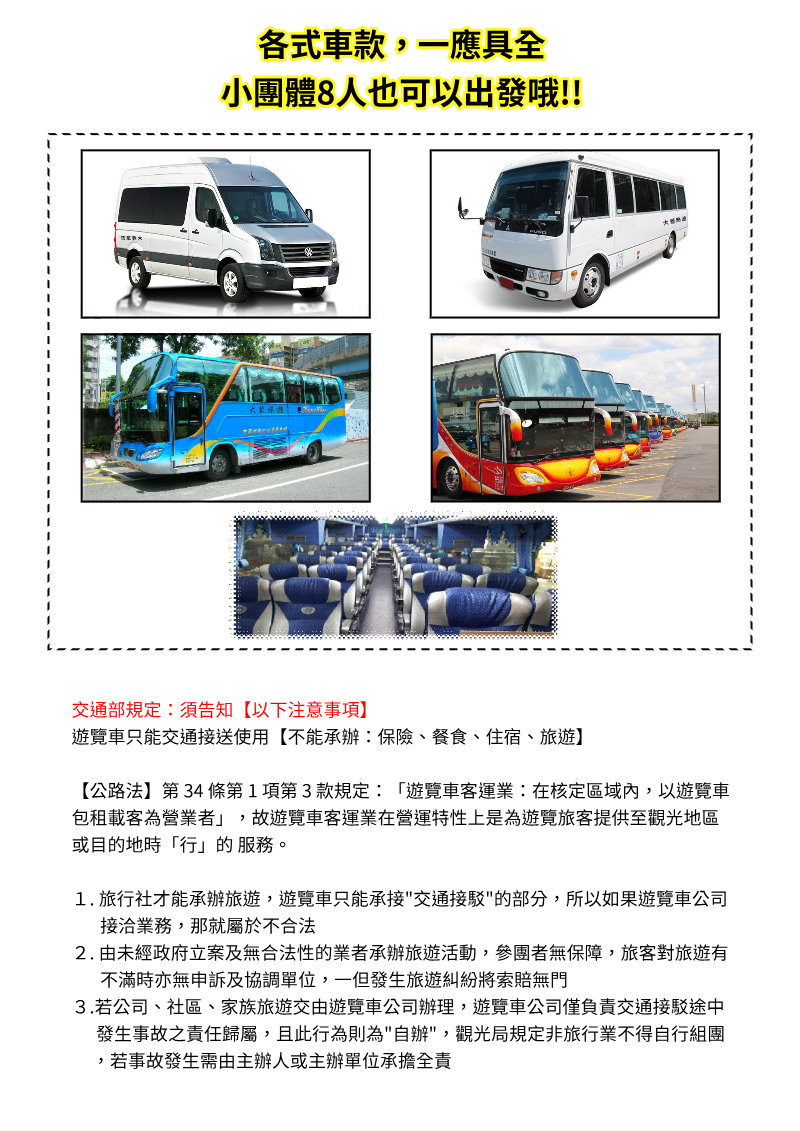 各式車款，一應具全
小團體8人也可以出發哦!!
大登旅遊
交通部規定：須告知【以下注意事項】
遊覽車只能交通接送使用【不能承辦：保險、餐食、住宿、旅遊】
【公路法】第 34 條第 1 項第 3 款規定：「遊覽車客運業：在核定區域內，以遊覽車
包租載客為營業者」，故遊覽車客運業在營運特性上是為遊覽旅客提供至觀光地區
或目的地時「行」的 服務。
１. 旅行社才能承辦旅遊，遊覽車只能承接"交通接駁"的部分，所以如果遊覽車公司
接洽業務，那就屬於不合法
２. 由未經政府立案及無合法性的業者承辦旅遊活動，參團者無保障，旅客對旅遊有
不滿時亦無申訴及協調單位，一但發生旅遊糾紛將索賠無門
３.若公司、社區、家族旅遊交由遊覽車公司辦理，遊覽車公司僅負責交通接駁途中
發生事故之責任歸屬，且此行為則為"自辦"，觀光局規定非旅行業不得自行組團
，若事故發生需由主辦人或主辦單位承擔全責